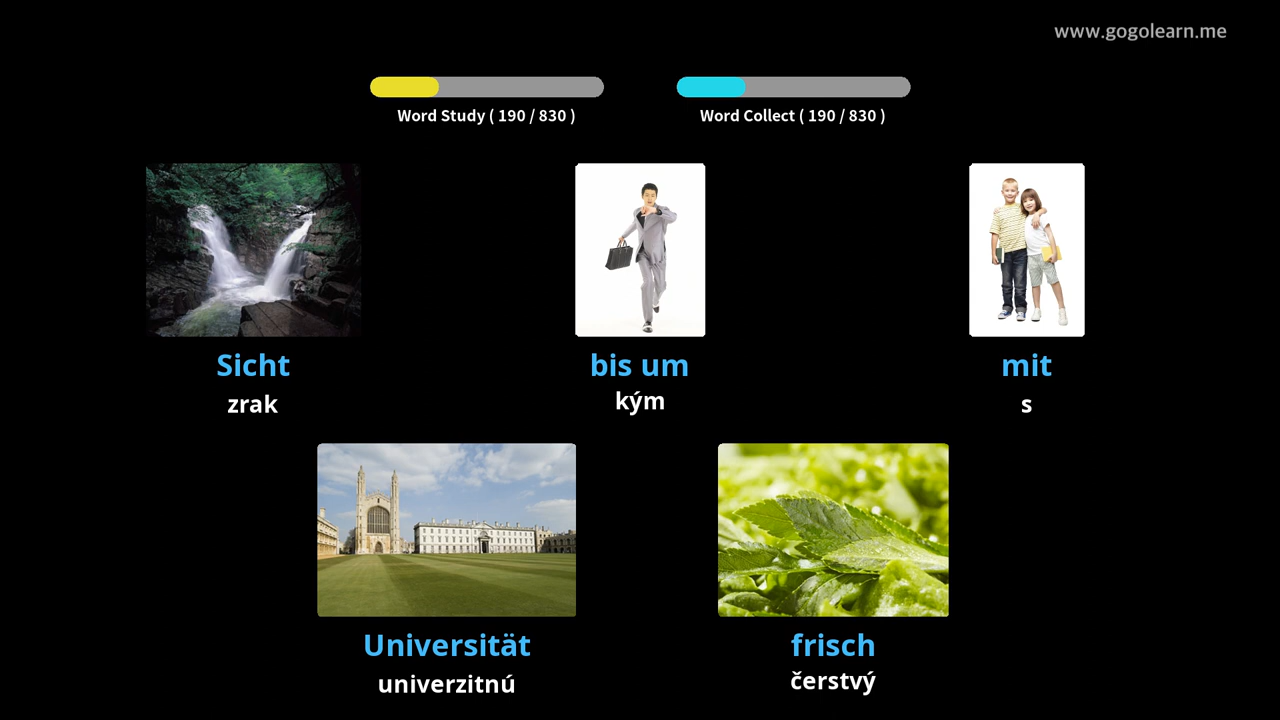 www.gogolearn.me
Word Study ( 190 / 830 )
Word Collect ( 190 / 830 )
Sicht
zrak
bis um
kým
mit
s
Universität
univerzitnú
frisch
čerstvý